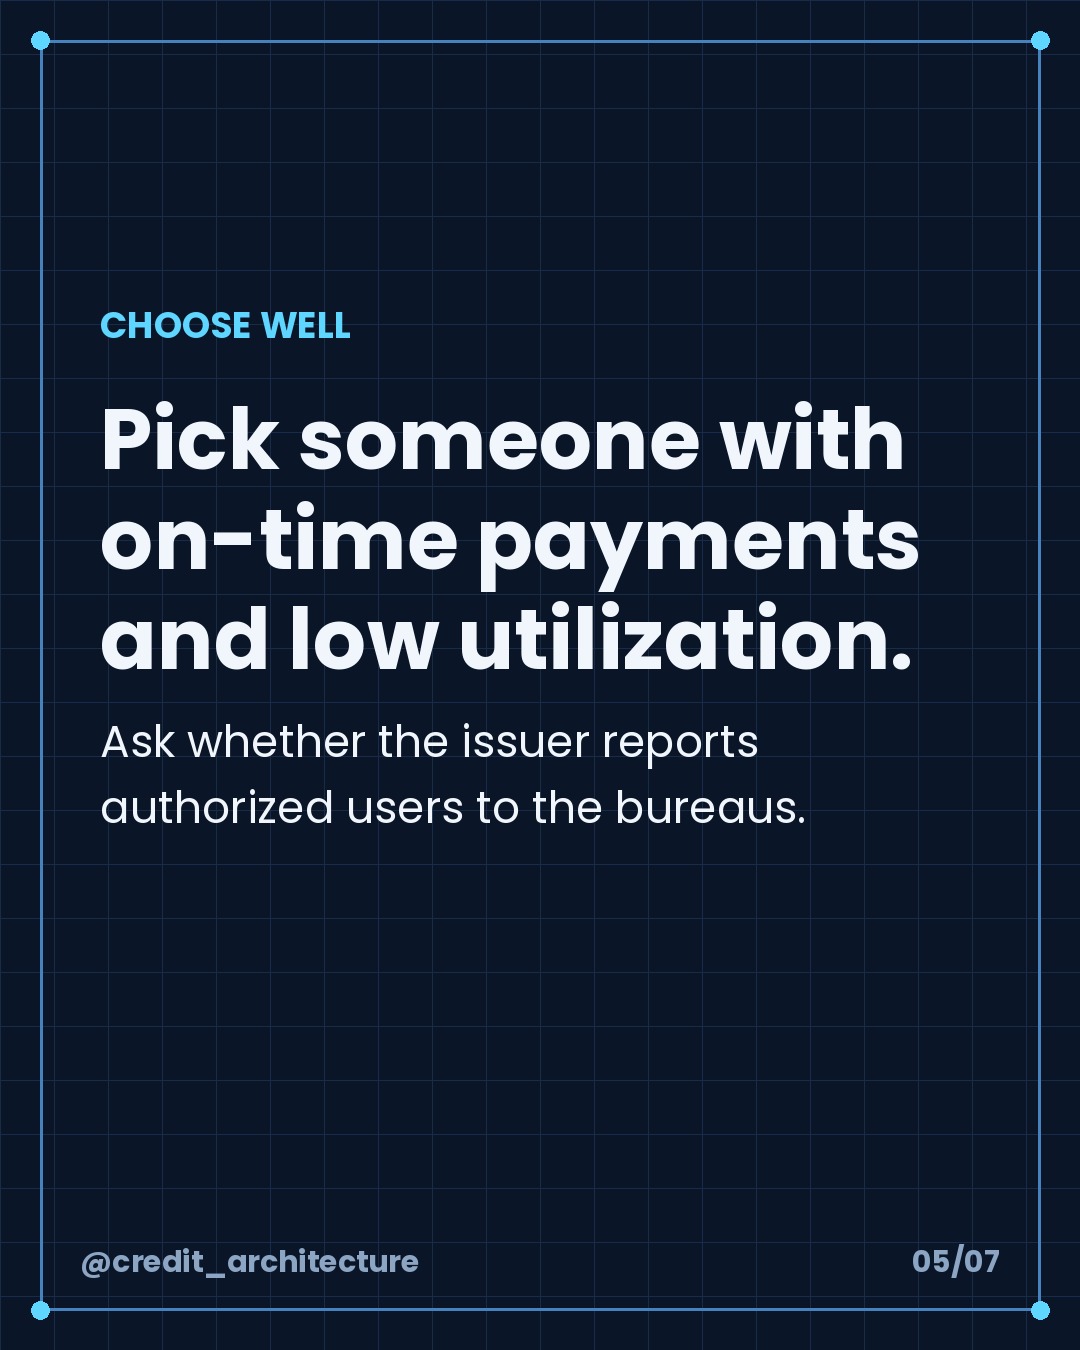 CHOOSE WELL
Pick someone with
on-time payments
and low utilization.
Ask whether the issuer reports
authorized users to the bureaus.
@credit_architecture
05/07